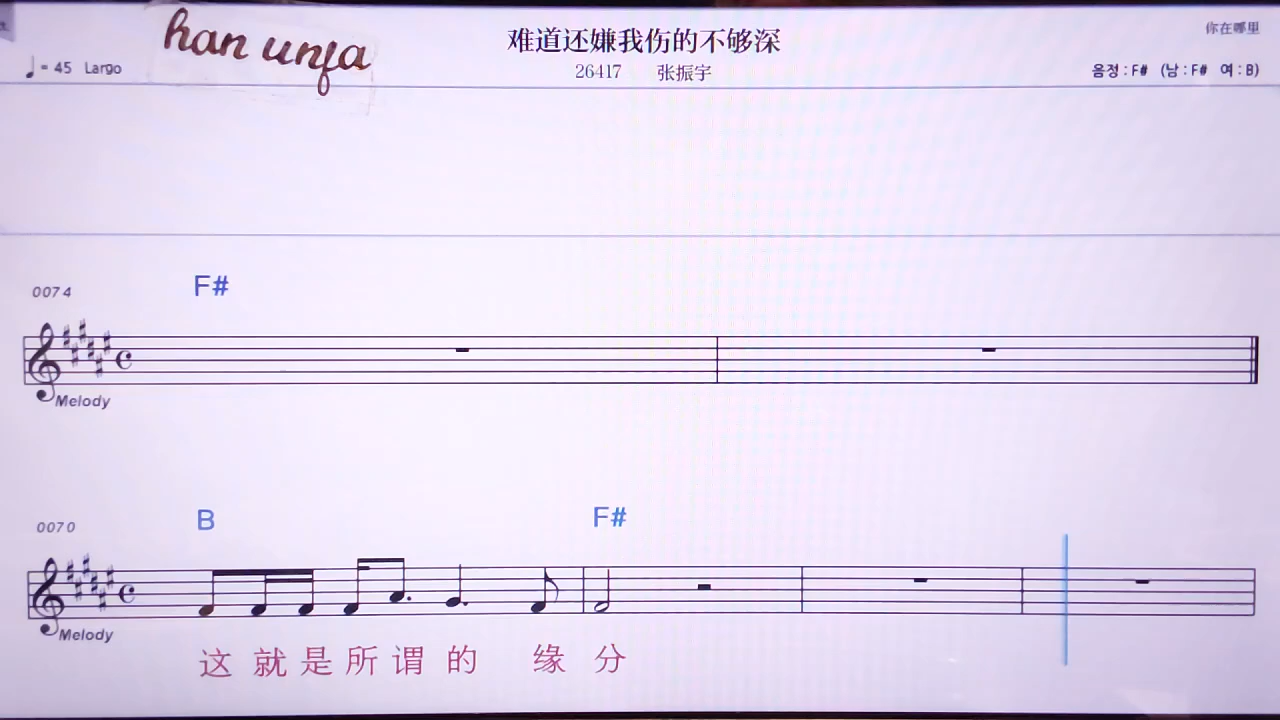 han unfa
难道还嫌我伤的不够深
你在哪里
♩= 45 Largo
26417 张振宇
음정 : F# (남 : F# 여 : B)
F#
0074
Melody
B F#
0070
Melody
这 就 是 所 谓 的 缘 分